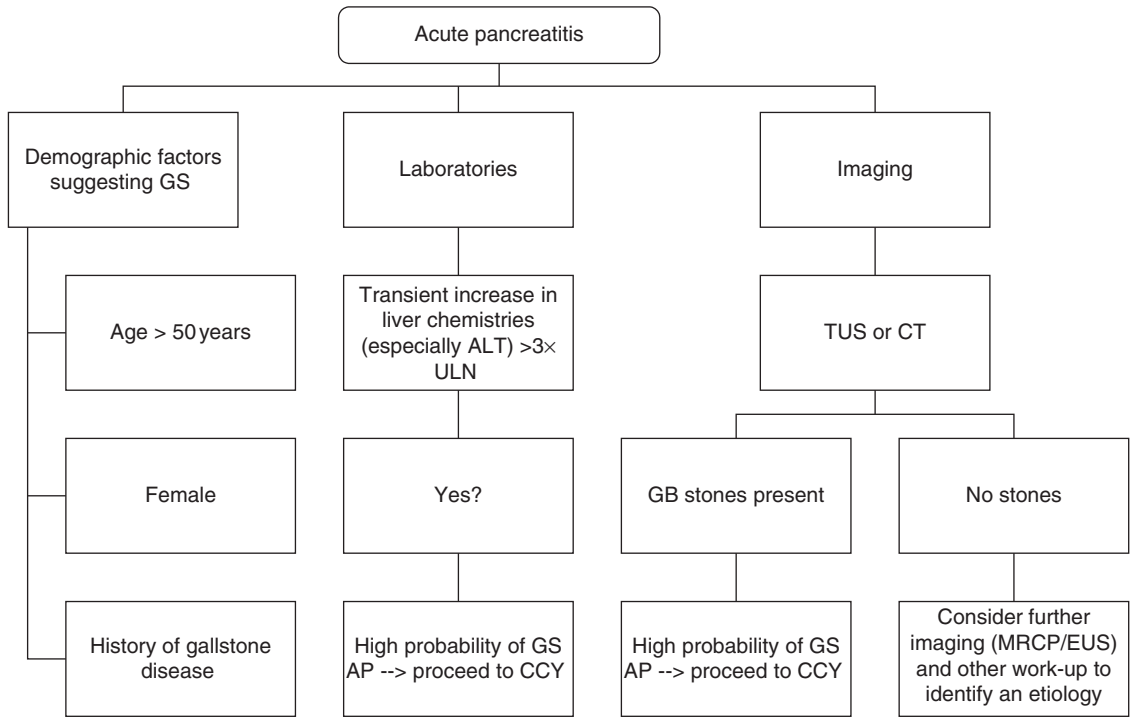 Acute pancreatitis
Demographic factors
suggesting GS
Laboratories
Imaging
Age > 50 years
Transient increase in
liver chemistries
(especially ALT) >3×
ULN
TUS or CT
Female
Yes?
GB stones present
No stones
History of gallstone
disease
High probability of GS
AP --> proceed to CCY
High probability of GS
AP --> proceed to CCY
Consider further
imaging (MRCP/EUS)
and other work-up to
identify an etiology